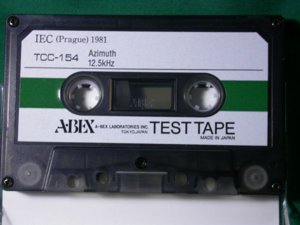 IEC (Prague) 1981
TCC-154 Azimuth
12.5kHz
A-BEX
A-BEX A-BEX LABORATORIES INC. TEST TAPE
TOKYO JAPAN MADE IN JAPAN